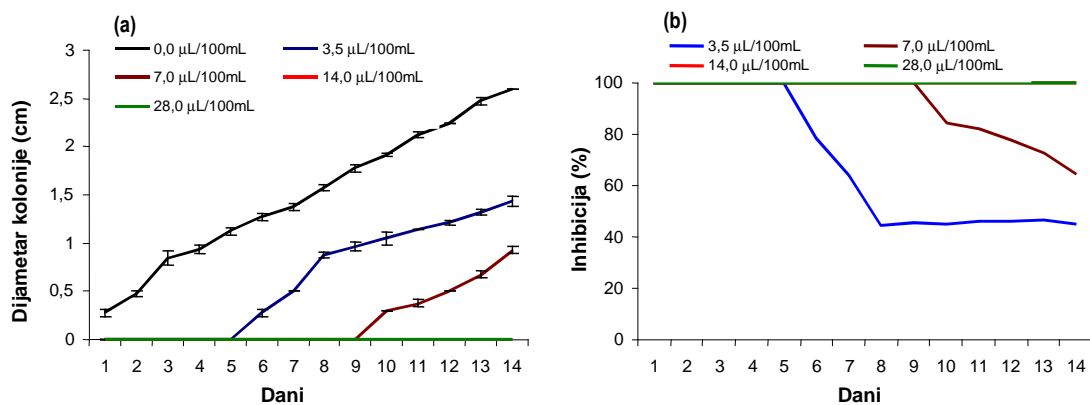 (a)
0,0 µL/100mL 3,5 µL/100mL
7,0 µL/100mL 14,0 µL/100mL
28,0 µL/100mL
Dijametar kolonije (cm)
3
2,5
2
1,5
1
0,5
0
1 2 3 4 5 6 7 8 9 10 11 12 13 14
Dani
(b)
3,5 µL/100mL 7,0 µL/100mL
14,0 µL/100mL 28,0 µL/100mL
Inhibicija (%)
100
80
60
40
20
0
1 2 3 4 5 6 7 8 9 10 11 12 13 14
Dani